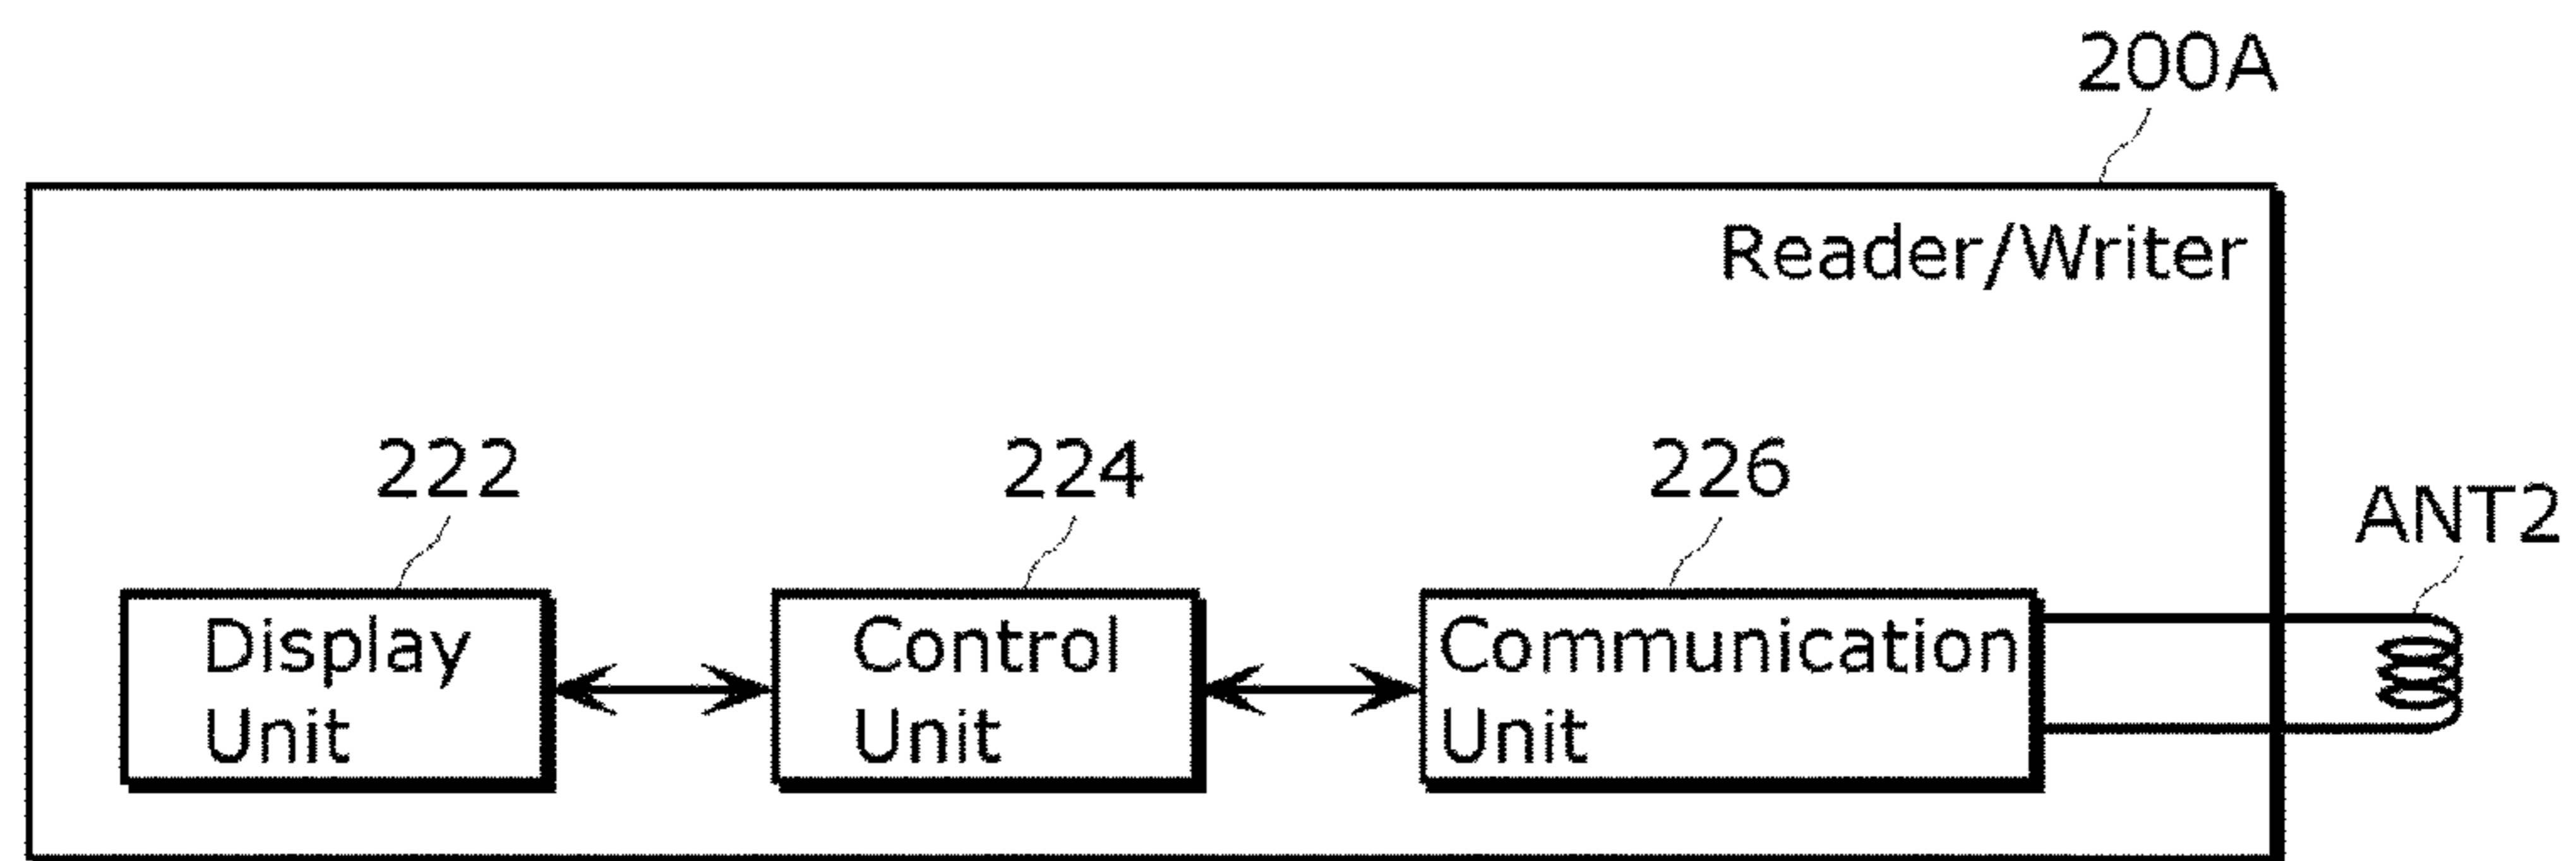 200A
Reader/Writer
222
224
226
ANT2
Display
Unit
Control
Unit
Communication
Unit